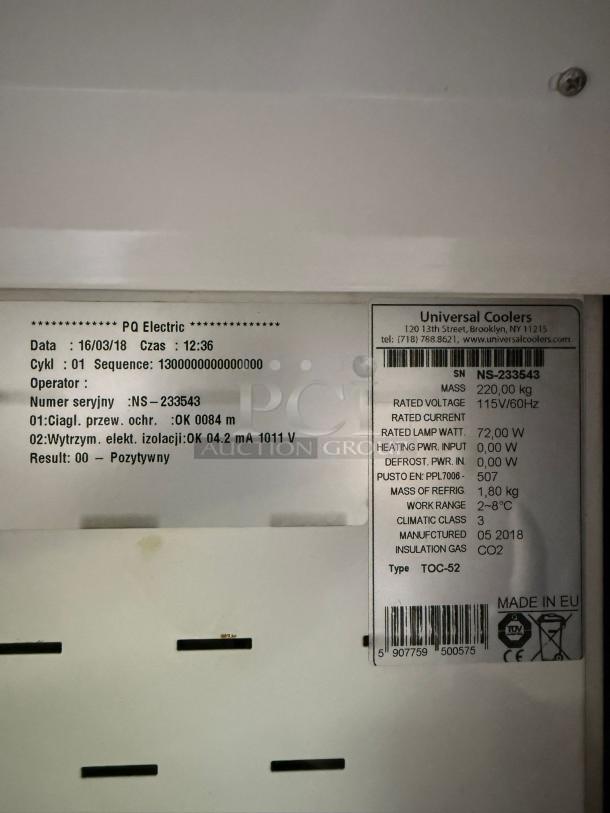 ************* PQ Electric **************
Data : 16/03/18 Czas : 12:36
Cykl : 01 Sequence: 1300000000000000
Operator :
Numer seryjny :NS-233543
01:Ciagl. przew. ochr. :OK 0084 m
02:Wytrzym. elekt. izolacji:OK 04.2 mA 1011 V
Result: 00 - Pozytywny
Universal Coolers
120 13th Street, Brooklyn, NY 11215
tel: (718) 788.8621, www.universalcoolers.com
SN NS-233543
MASS 220,00 kg
RATED VOLTAGE 115V/60Hz
RATED CURRENT
RATED LAMP WATT. 72,00 W
HEATING PWR. INPUT 0,00 W
DEFROST. PWR. IN. 0,00 W
PUSTO EN: PPL7006 - 507
MASS OF REFRIG. 1,80 kg
WORK RANGE 2~8°C
CLIMATIC CLASS 3
MANUFCTURED 05 2018
INSULATION GAS CO2
Type TOC-52
MADE IN EU
TÜV
CE
5 907759 500575
PCI
AUCTION GROUP